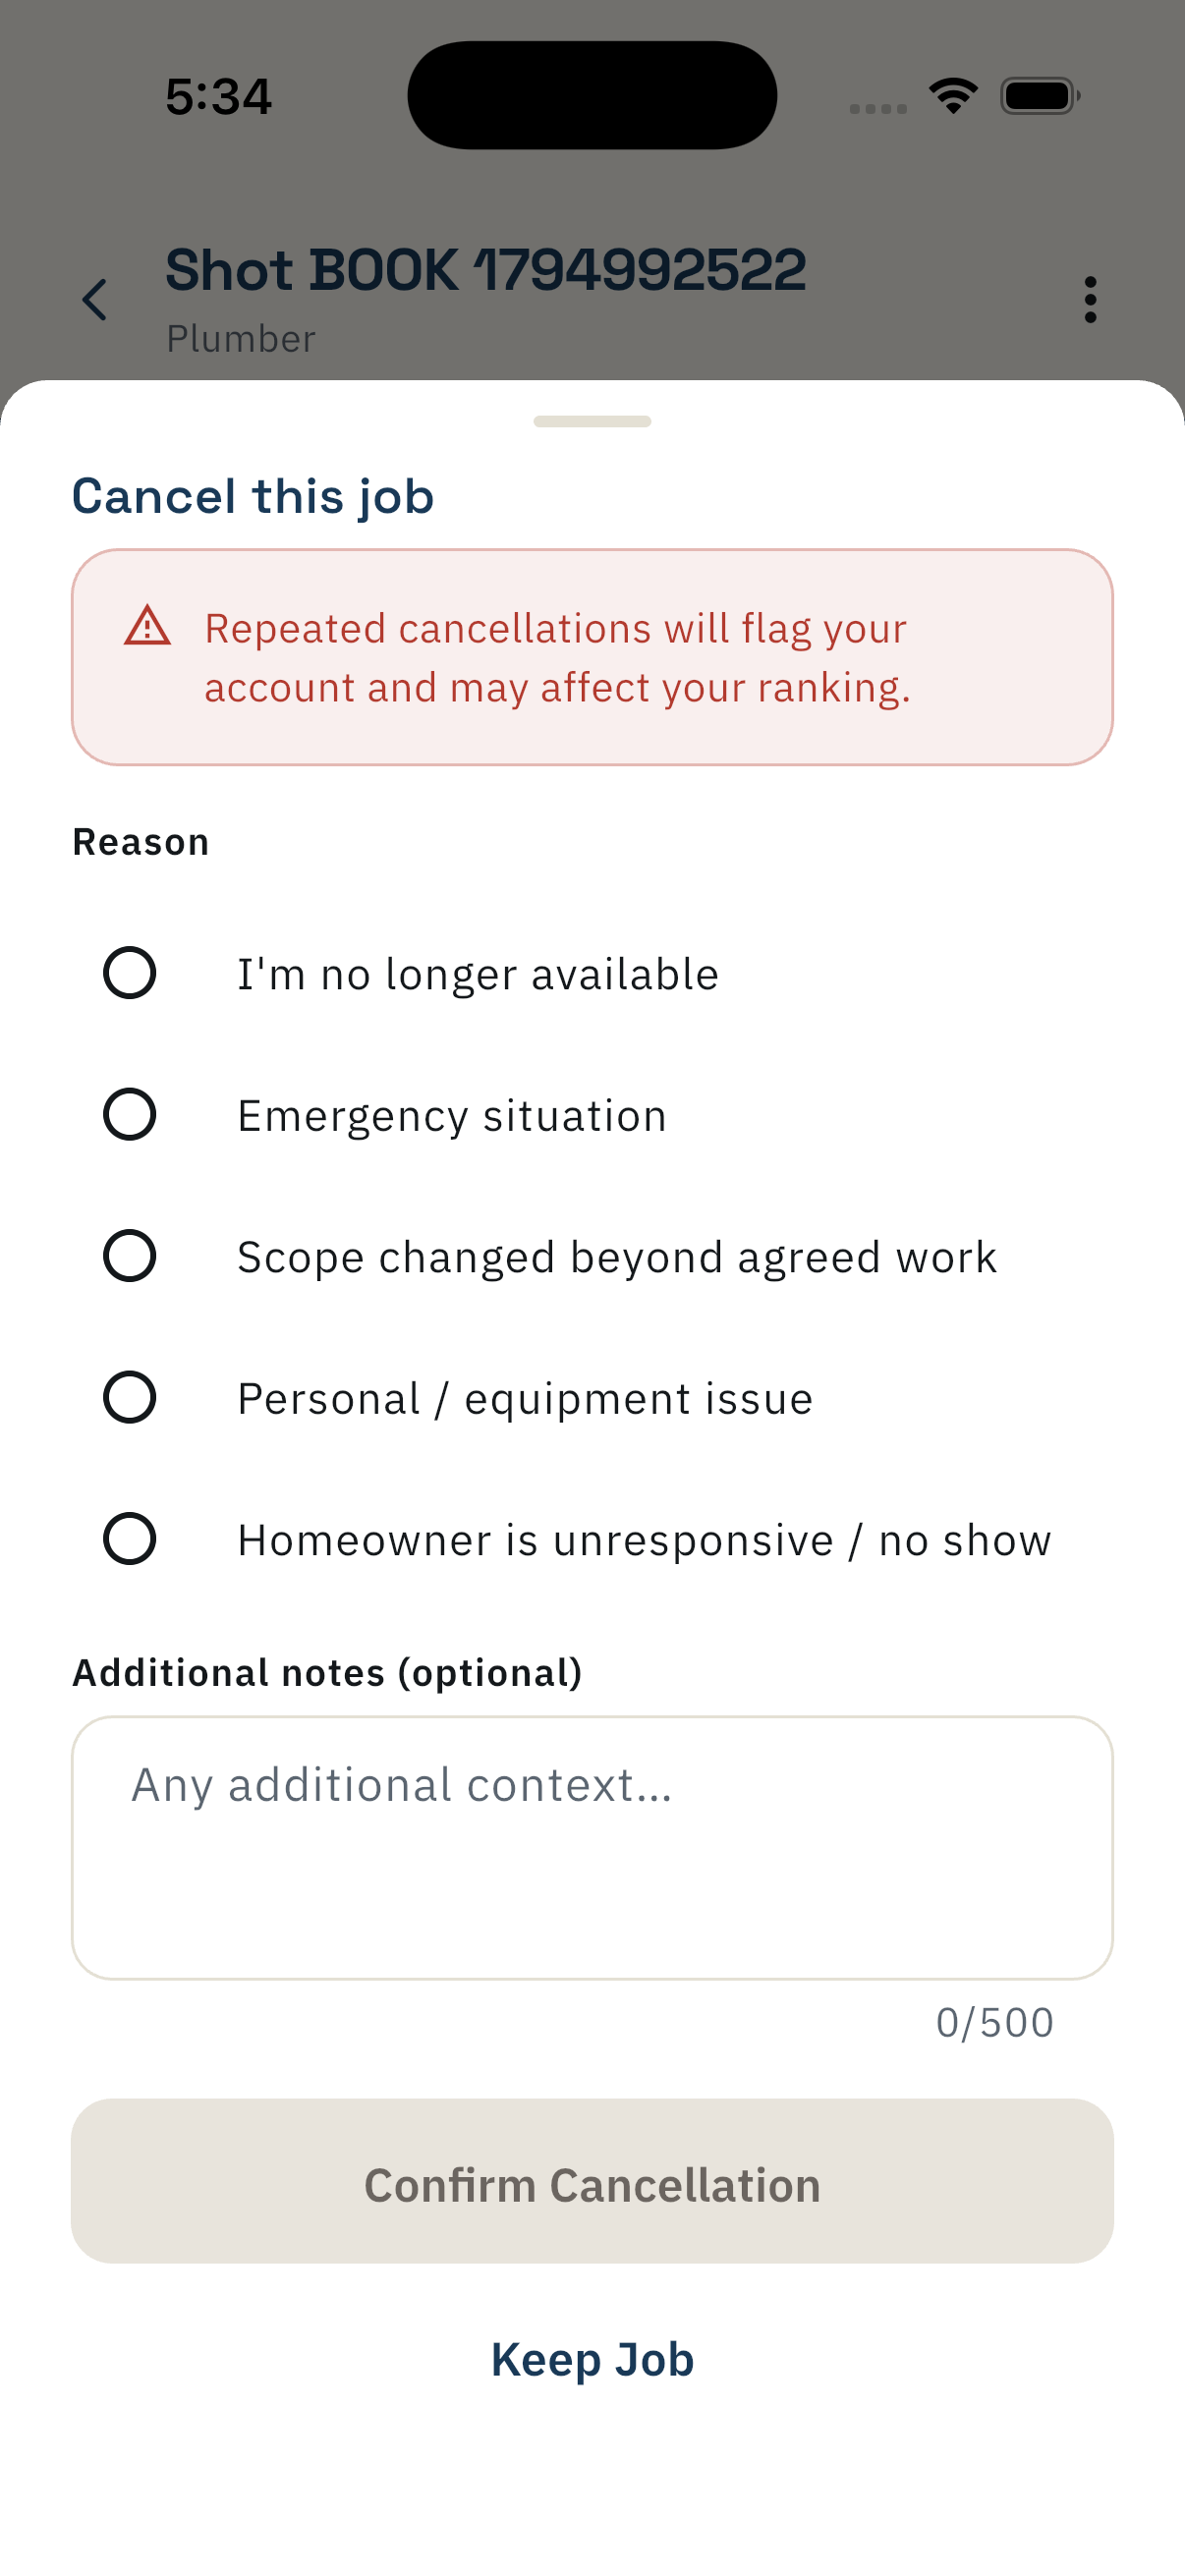 5:34
Shot BOOK 1794992522
Plumber
Cancel this job
Repeated cancellations will flag your
account and may affect your ranking.
Reason
I'm no longer available
Emergency situation
Scope changed beyond agreed work
Personal / equipment issue
Homeowner is unresponsive / no show
Additional notes (optional)
Any additional context...
0/500
Confirm Cancellation
Keep Job